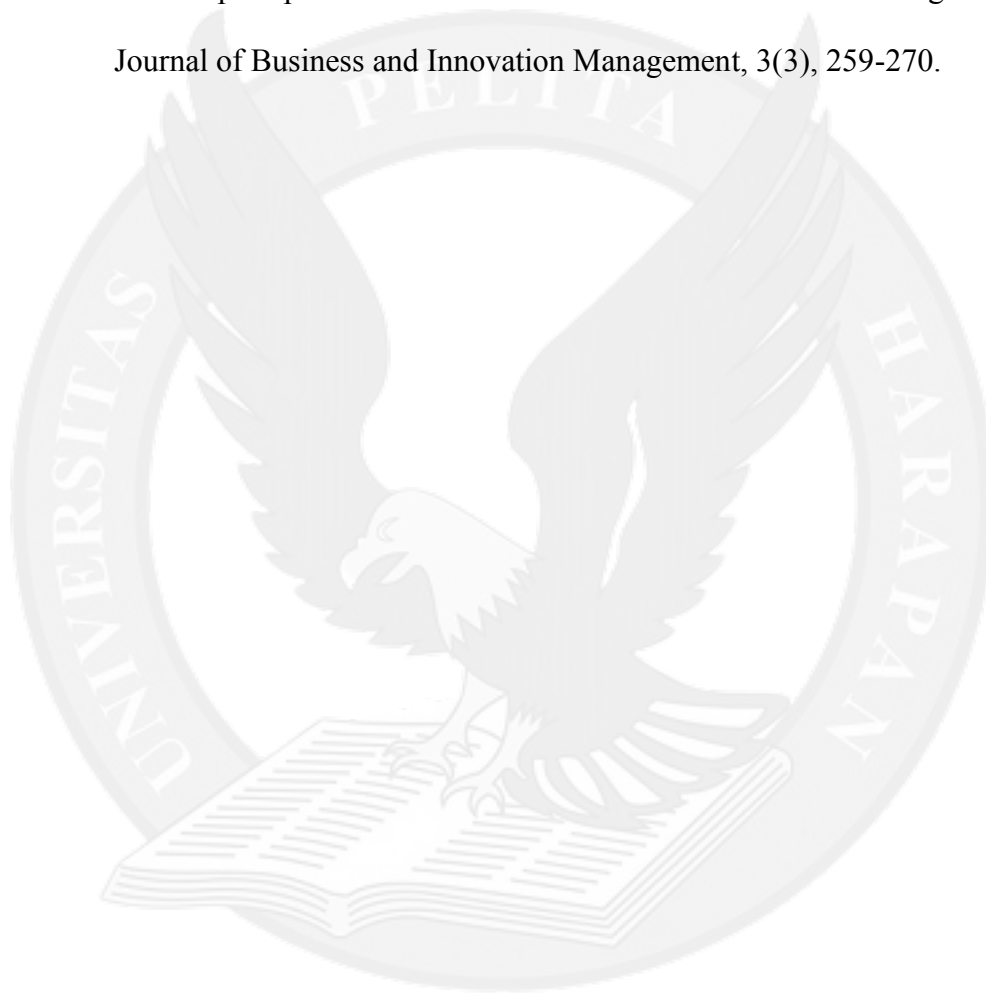 Journal of Business and Innovation Management, 3(3), 259-270.
PELITA
UNIVERSITAS
HARAPAN